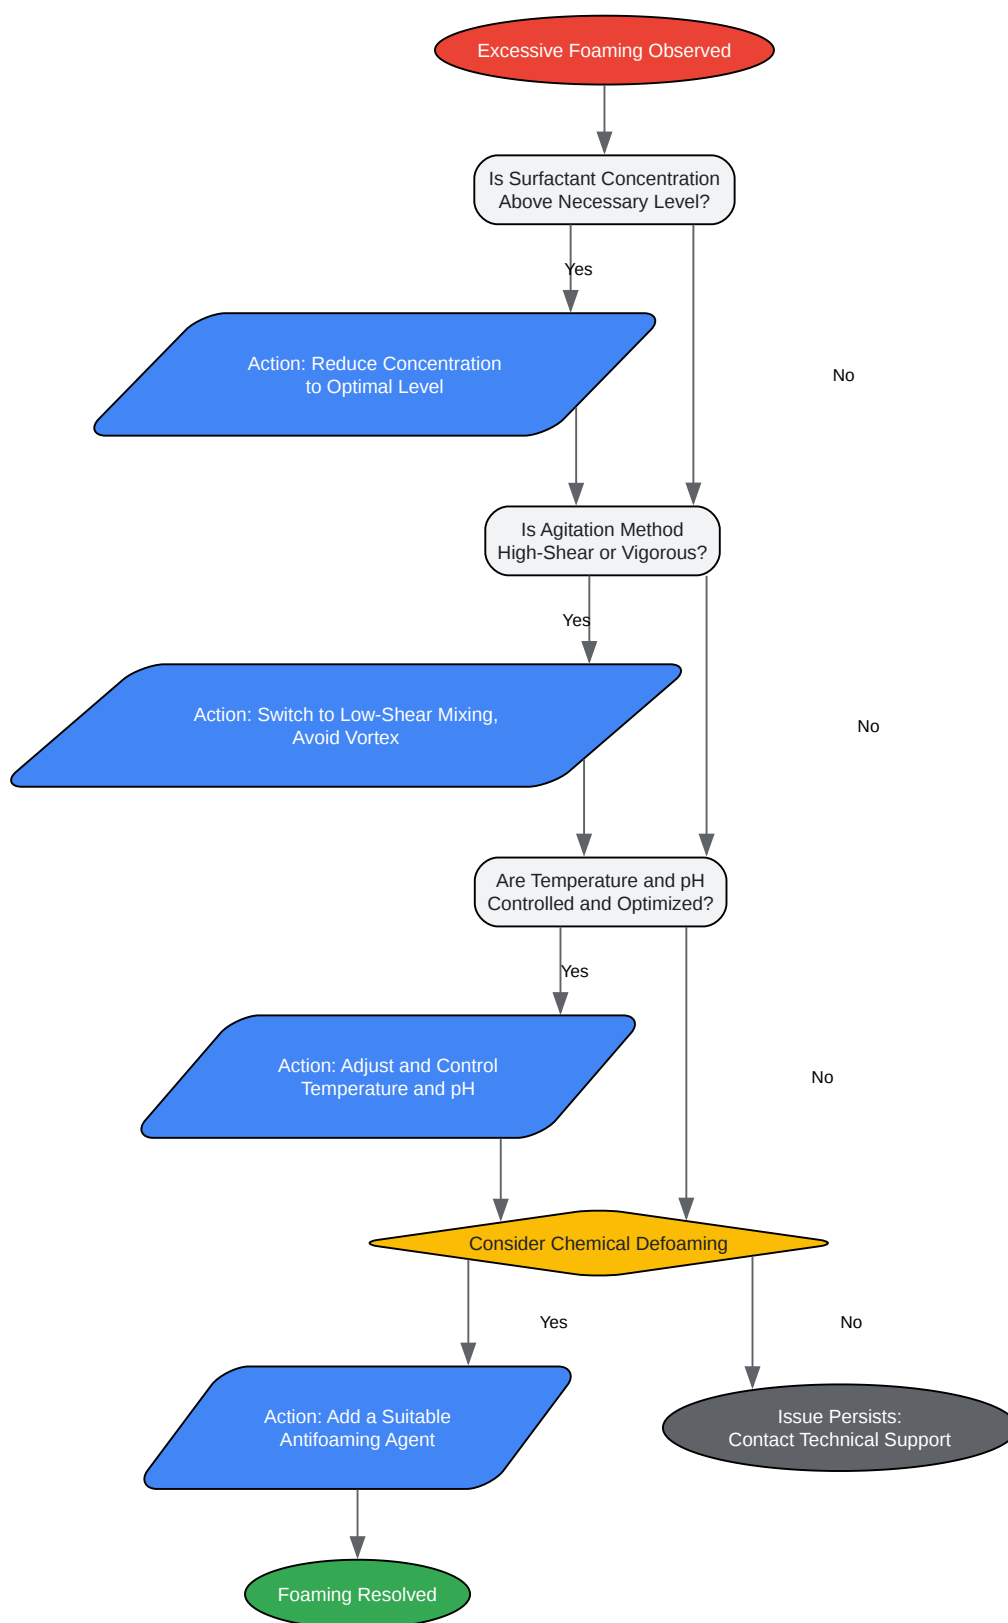 Excessive Foaming Observed
Is Surfactant Concentration
Above Necessary Level?
Yes
Action: Reduce Concentration
to Optimal Level
No
Is Agitation Method
High-Shear or Vigorous?
Yes
Action: Switch to Low-Shear Mixing,
Avoid Vortex
No
Are Temperature and pH
Controlled and Optimized?
Yes
Action: Adjust and Control
Temperature and pH
No
Consider Chemical Defoaming
Yes
No
Action: Add a Suitable
Antifoaming Agent
Issue Persists:
Contact Technical Support
Foaming Resolved